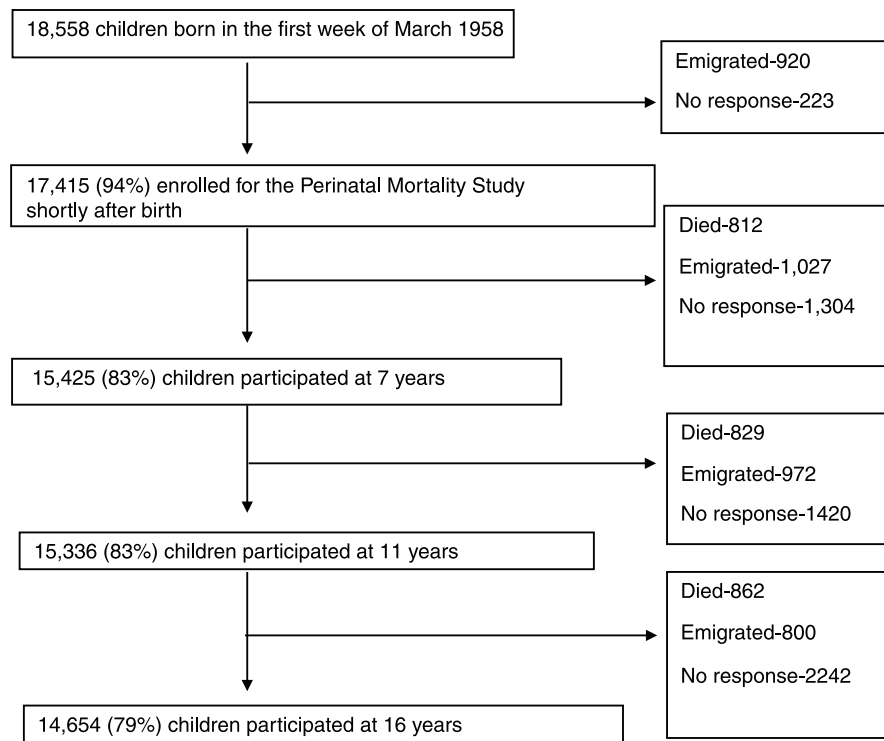 18,558 children born in the first week of March 1958
Emigrated-920
No response-223
17,415 (94%) enrolled for the Perinatal Mortality Study
shortly after birth
Died-812
Emigrated-1,027
No response-1,304
15,425 (83%) children participated at 7 years
Died-829
Emigrated-972
No response-1420
15,336 (83%) children participated at 11 years
Died-862
Emigrated-800
No response-2242
14,654 (79%) children participated at 16 years